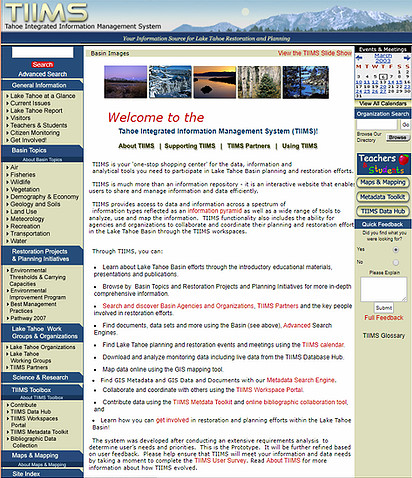 TIIMS
Tahoe Integrated Information Management System
Your Information Source for Lake Tahoe Restoration and Planning
Search
Advanced Search
General Information
Lake Tahoe at a Glance
Current Issues
Lake Tahoe Report
Visitors
Teachers & Students
Citizen Monitoring
Get Involved!
Basin Topics
About Basin Topics
Air
Fisheries
Wildlife
Vegetation
Demography & Economy
Geology and Soils
Land Use
Meteorology
Recreation
Transportation
Water
Restoration Projects
& Planning Initiatives
Environmental
Thresholds & Carrying
Capacities
Environmental
Improvement Program
Best Management
Practices
Pathway 2007
Lake Tahoe Work
Groups & Organizations
Lake Tahoe Organizations
Lake Tahoe
Working Groups
TIIMS Partners
Science & Research
TIIMS Toolbox
About TIIMS Toolbox
Contribute
TIIMS Data Hub
TIIMS Workspaces
Portal
TIIMS Metadata Toolkit
Bibliographic Data
Collection
Maps & Mapping
About Maps & Mapping
Site Index
Basin Images
View the TIIMS Slide Show
Welcome to the
Tahoe Integrated Information Management System (TIIMS)!
About TIIMS | Supporting TIIMS | TIIMS Partners | Using TIIMS
TIIMS is your 'one-stop shopping center' for the data, information and
analytical tools you need to participate in Lake Tahoe Basin planning and restoration efforts.
TIIMS is much more than an information repository - it is an interactive website that enables
users to share and manage information and data efficiently.
TIIMS provides access to data and information across a spectrum of
information types reflected as an information pyramid as well as a wide range of tools to
analyze, use and map the information. TIIMS functionality also includes the ability for
agencies and organizations to collaborate and coordinate their planning and restoration efforts
in the Lake Tahoe Basin through the TIIMS workspaces.
Through TIIMS, you can:
• Learn about Lake Tahoe Basin efforts through the introductory educational materials,
presentations and publications.
• Browse by Basin Topics and Restoration Projects and Planning Initiatives for more in-depth
comprehensive information.
• Search and discover Basin Agencies and Organizations, TIIMS Partners and the key people
involved in restoration efforts.
• Find documents, data sets and more using the Basin (see above), Advanced Search
Engines.
• Find Lake Tahoe planning and restoration events and meetings using the TIIMS calendar.
• Download and analyze monitoring data including live data from the TIIMS Database Hub.
• Map data online using the GIS mapping tool.
• Find GIS Metadata and GIS Data and Documents with our Metadata Search Engine.
• Collaborate and coordinate with others using the TIIMS Workspace Portal.
• Contribute data using the TIIMS Metdata Toolkit and online bibliographic collaboration tool,
and
• Learn how you can get involved in restoration and planning efforts within the Lake Tahoe
Basin!
The system was developed after conducting an extensive requirements analysis to
determine user's needs and priorities. This is the Prototype. It will be further refined based
on user feedback. Please help ensure that TIIMS will meet your information and data needs
by taking a moment to complete the TIIMS User Survey. Read About TIIMS for more
information about how TIIMS evolved.
Events & Meetings
March
2003
M T W T F S S
View All Calendars
Organization Search
Go
Browse Our
Directory
Browse
Teachers
& Students
Maps & Mapping
Metadata Toolkit
TIIMS Data Hub
Quick Feedback
Did you find what you
were looking for?
Yes
No
Please Explain
Submit
Full Feedback
TIIMS Glossary